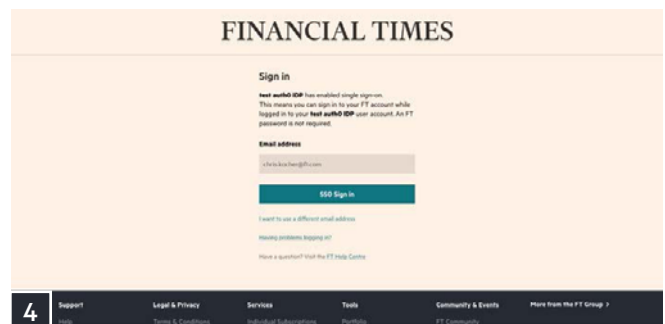 FINANCIAL TIMES
Sign in
test auth0 IDP has enabled single sign-on.
This means you can sign in to your FT account while
logged in to your test auth0 IDP user account. An FT
password is not required.
Email address
SSO Sign in
I want to use a different email address
Having problems logging in?
Have a question? Visit the FT Help Centre
4
Support
Legal & Privacy
Services
Tools
Community & Events
More from the FT Group >
Help
Terms & Conditions
Individual Subscriptions
Portfolio
FT Community